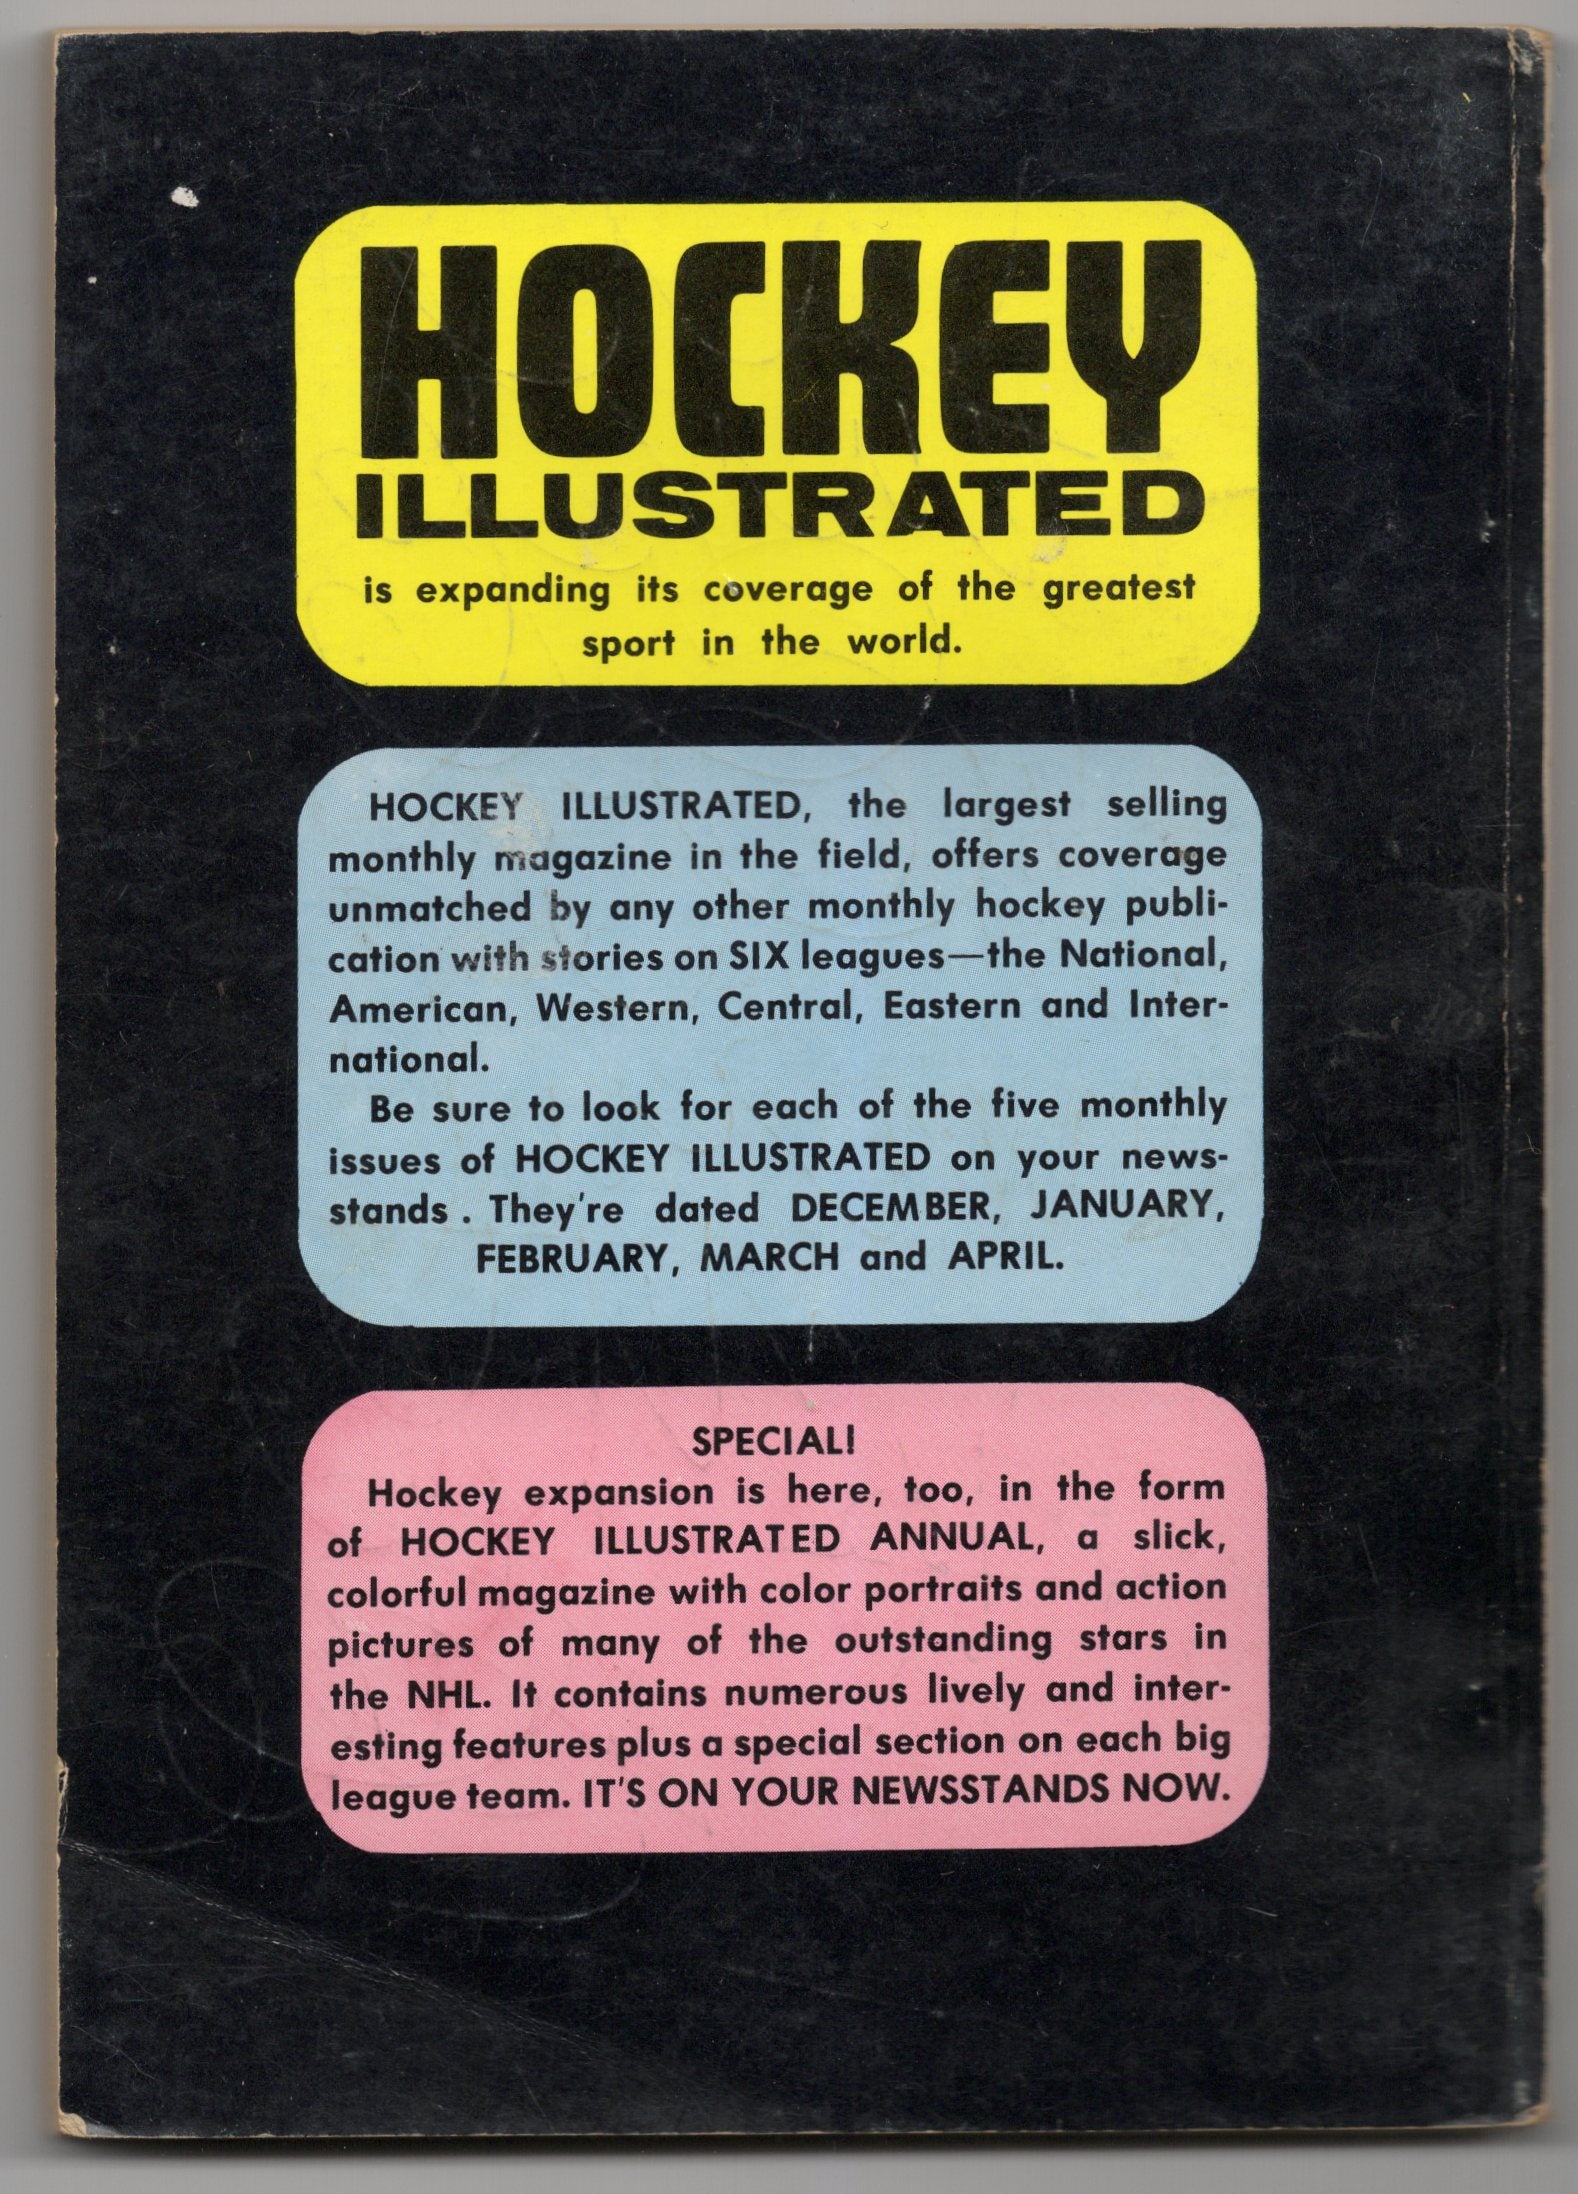 HOCKEY
ILLUSTRATED
is expanding its coverage of the greatest
sport in the world.
HOCKEY ILLUSTRATED, the largest selling
monthly magazine in the field, offers coverage
unmatched by any other monthly hockey publi-
cation with stories on SIX leagues—the National,
American, Western, Central, Eastern and Inter-
national.
Be sure to look for each of the five monthly
issues of HOCKEY ILLUSTRATED on your news-
stands . They're dated DECEMBER, JANUARY,
FEBRUARY, MARCH and APRIL.
SPECIAL!
Hockey expansion is here, too, in the form
of HOCKEY ILLUSTRATED ANNUAL, a slick,
colorful magazine with color portraits and action
pictures of many of the outstanding stars in
the NHL. It contains numerous lively and inter-
esting features plus a special section on each big
league team. IT'S ON YOUR NEWSSTANDS NOW.